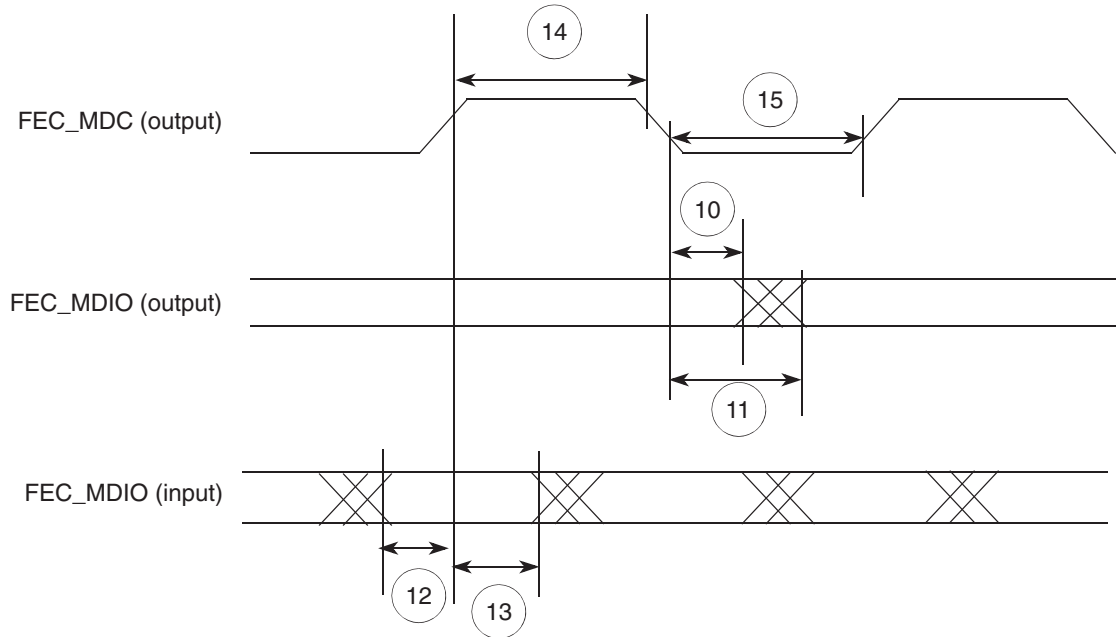 14
FEC_MDC (output)
15
10
FEC_MDIO (output)
11
FEC_MDIO (input)
12
13